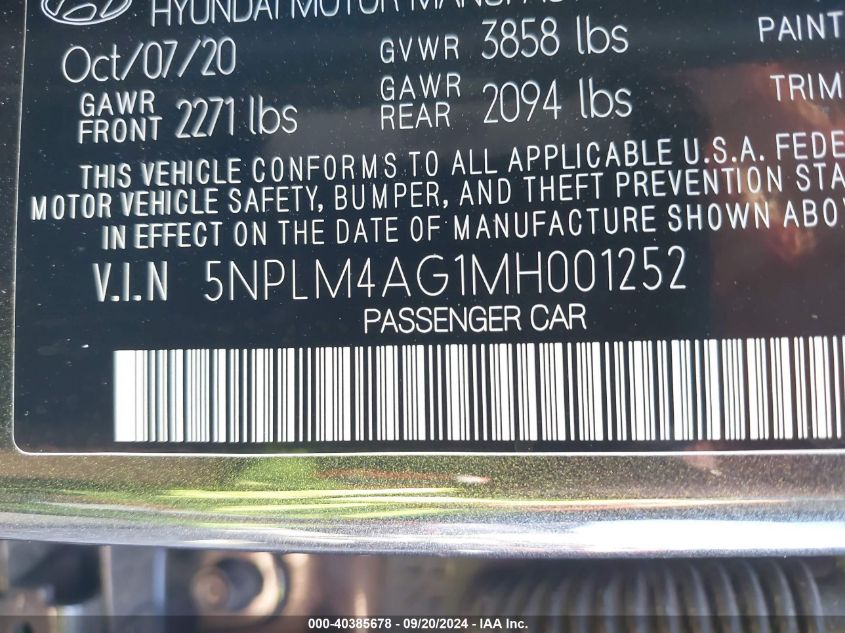 HYUNDAI MOTOR
Oct/07/20 GVWR 3858 lbs PAINT
GAWR FRONT 2271 lbs GAWR REAR 2094 lbs TRIM
THIS VEHICLE CONFORMS TO ALL APPLICABLE U.S.A. FEDE
MOTOR VEHICLE SAFETY, BUMPER, AND THEFT PREVENTION STA
IN EFFECT ON THE DATE OF MANUFACTURE SHOWN ABO
V.I.N 5NPLM4AG1MH001252
PASSENGER CAR
000-40385678 - 09/20/2024 - IAA Inc.